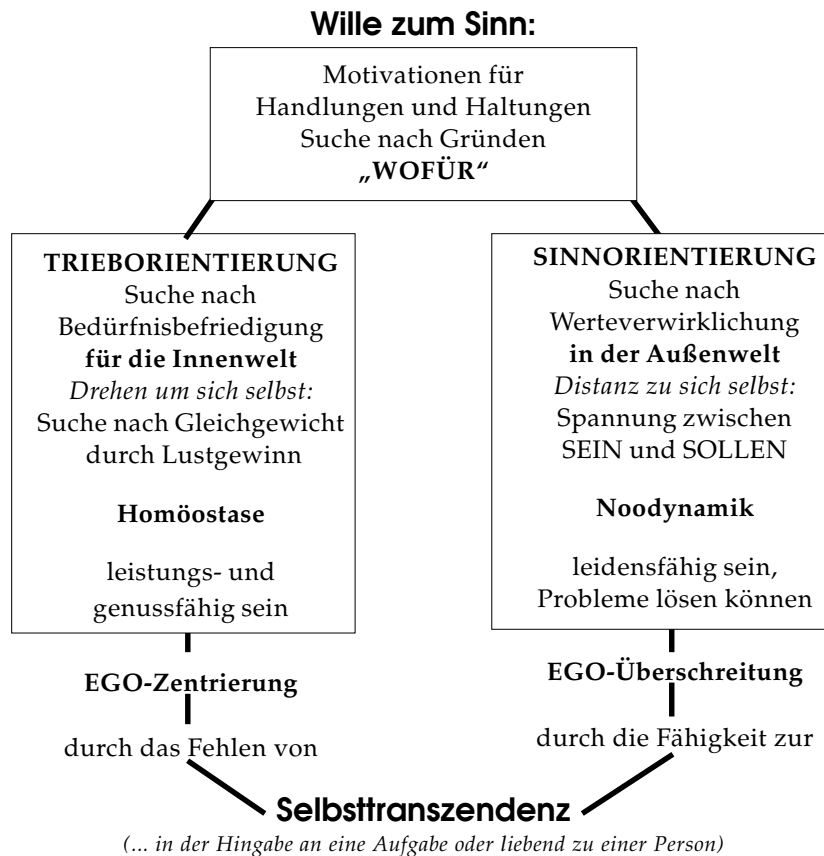 Wille zum Sinn:
Motivationen für
Handlungen und Haltungen
Suche nach Gründen
„WOFÜR“
TRIEBORIENTIERUNG
Suche nach
Bedürfnisbefriedigung
für die Innenwelt
Drehen um sich selbst:
Suche nach Gleichgewicht
durch Lustgewinn
Homöostase
leistungs- und
genussfähig sein
EGO-Zentrierung
durch das Fehlen von
SINNORIENTIERUNG
Suche nach
Werteverwirklichung
in der Außenwelt
Distanz zu sich selbst:
Spannung zwischen
SEIN und SOLLEN
Noodynamik
leidensfähig sein,
Probleme lösen können
EGO-Überschreitung
durch die Fähigkeit zur
Selbsttranszendenz
(... in der Hingabe an eine Aufgabe oder liebend zu einer Person)